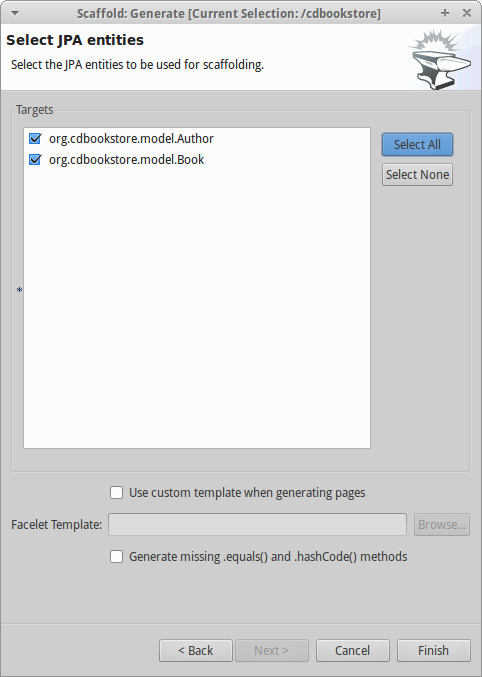 Scaffold: Generate [Current Selection: /cdbookstore]
Select JPA entities
Select the JPA entities to be used for scaffolding.
Targets
org.cdbookstore.model.Author
org.cdbookstore.model.Book
Select All
Select None
*
Use custom template when generating pages
Facelet Template:
Browse...
Generate missing .equals() and .hashCode() methods
< Back
Next >
Cancel
Finish